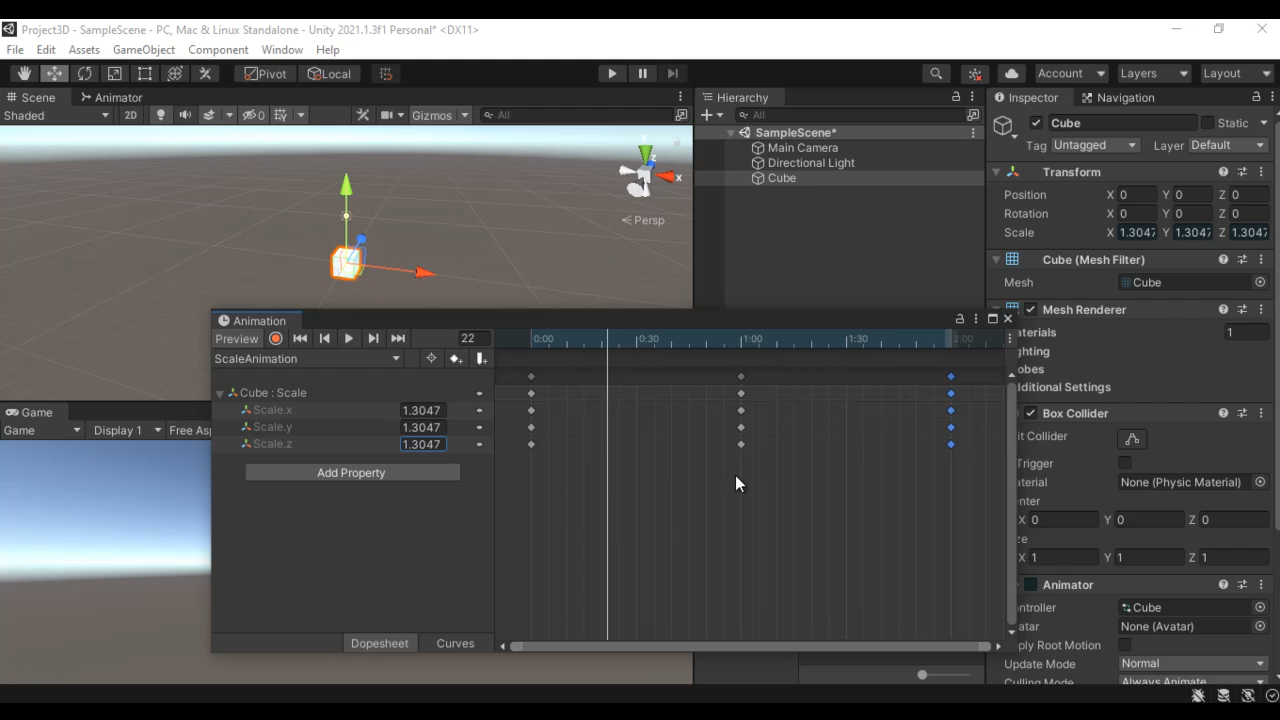 Project3D - SampleScene - PC, Mac & Linux Standalone - Unity 2021.1.3f1 Personal* <DX11>
File Edit Assets GameObject Component Window Help
Pivot Local Account Layers Layout
Scene Animator Hierarchy Inspector Navigation
Shaded 2D 0 Gizmos All All Cube Static
SampleScene*
Main Camera Tag Untagged Layer Default
Directional Light
Cube Transform
y
z
x
Position X 0 Y 0 Z 0
Rotation X 0 Y 0 Z 0
< Persp
Scale X 1.3047 Y 1.3047 Z 1.3047
Cube (Mesh Filter)
Mesh Cube
Mesh Renderer
Animation
Preview 22 0:00 0:30 1:00 1:30 2:00
aterials 1
ScaleAnimation
ghting
obes
dditional Settings
Cube : Scale
Scale.x 1.3047
Scale.y 1.3047
Scale.z 1.3047
Add Property
Dopesheet Curves
Game
Game Display 1 Free Asp
Box Collider
it Collider
Trigger
aterial None (Physic Material)
enter
X 0 Y 0 Z 0
ze
X 1 Y 1 Z 1
Animator
ontroller Cube
vatar None (Avatar)
pply Root Motion
Update Mode Normal
Culling Mode Always Animate